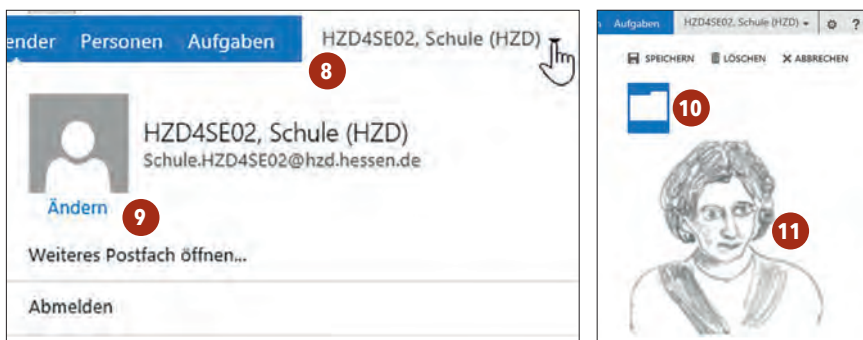 ender Personen Aufgaben HZD4SE02, Schule (HZD)
8
HZD4SE02, Schule (HZD)
Schule.HZD4SE02@hzd.hessen.de
Ändern 9
Weiteres Postfach öffnen...
Abmelden
n Aufgaben HZD4SE02, Schule (HZD) ?
SPEICHERN LÖSCHEN X ABBRECHEN
10
11